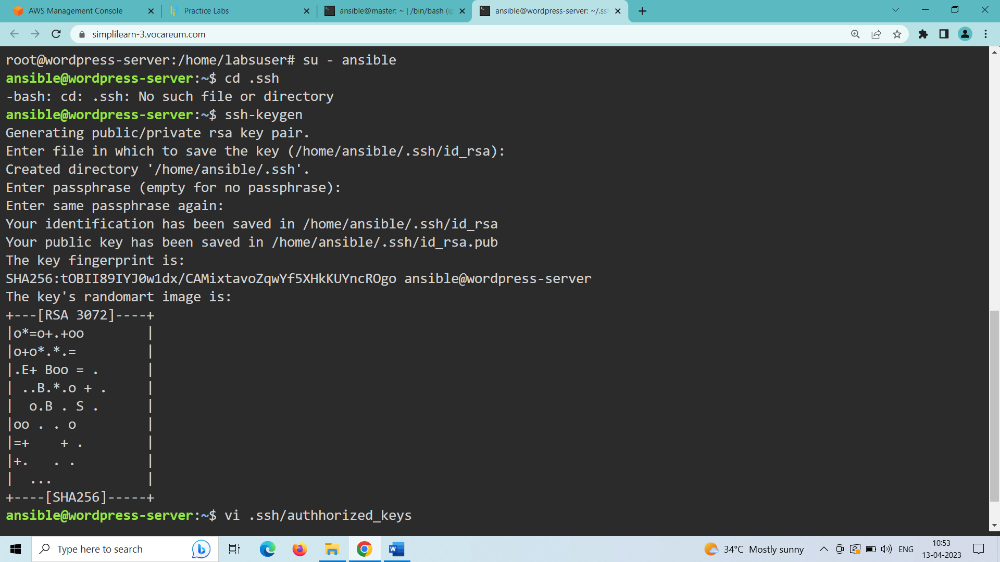 AWS Management Console
Practice Labs
ansible@master: ~ | /bin/bash (ip
ansible@wordpress-server: ~/.ssh
simplilearn-3.vocareum.com
root@wordpress-server:/home/labsuser# su - ansible
ansible@wordpress-server:~$ cd .ssh
-bash: cd: .ssh: No such file or directory
ansible@wordpress-server:~$ ssh-keygen
Generating public/private rsa key pair.
Enter file in which to save the key (/home/ansible/.ssh/id_rsa):
Created directory '/home/ansible/.ssh'.
Enter passphrase (empty for no passphrase):
Enter same passphrase again:
Your identification has been saved in /home/ansible/.ssh/id_rsa
Your public key has been saved in /home/ansible/.ssh/id_rsa.pub
The key fingerprint is:
SHA256:tOBII89IYJ0w1dx/CAMixtavoZqwYf5XHkKUYncROgo ansible@wordpress-server
The key's randomart image is:
+---[RSA 3072]----+
|o*=o+.+oo        |
|o+o*.*.=         |
|.E+ Boo = .      |
| ..B.*.o + .     |
|  o.B . S .      |
|oo . . o         |
|=+    + .        |
|+.   . .         |
|  ...            |
+----[SHA256]-----+
ansible@wordpress-server:~$ vi .ssh/authhorized_keys
Type here to search
34°C Mostly sunny
ENG
10:53
13-04-2023